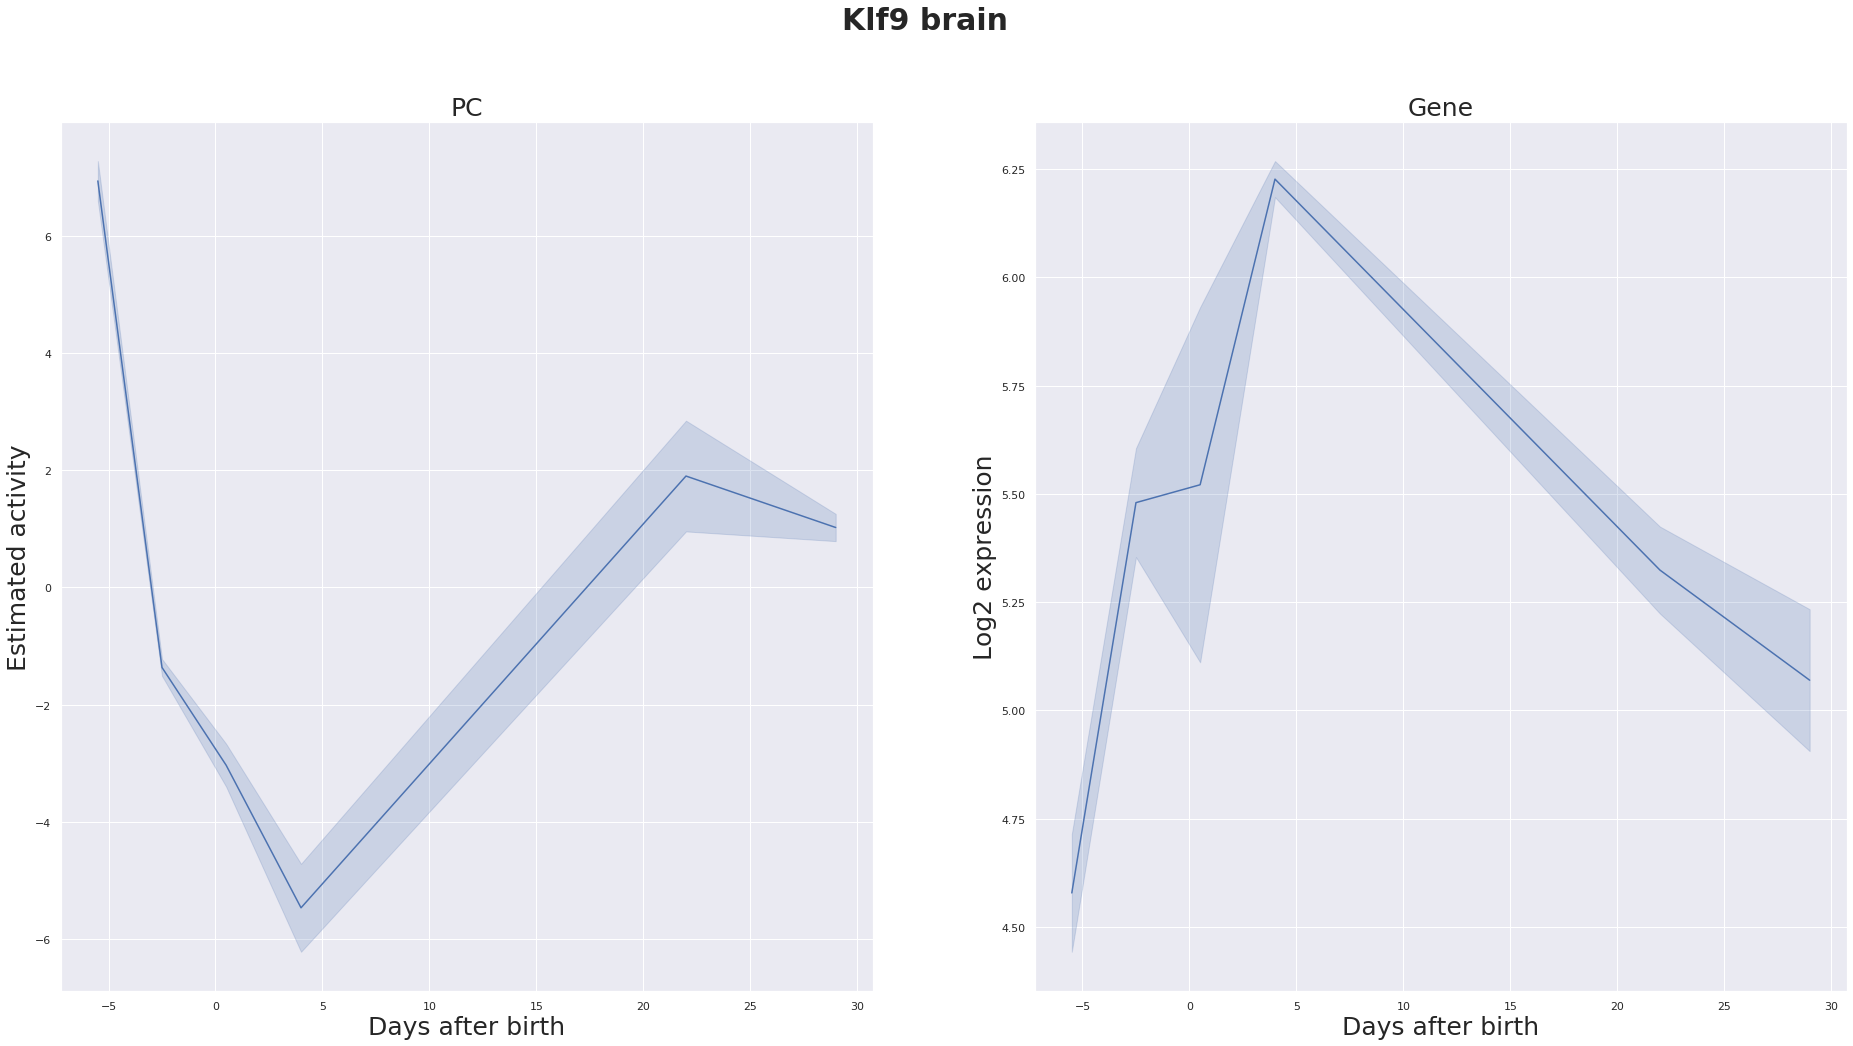 Klf9 brain
PC
Estimated activity
6
4
2
0
−2
−4
−6
−5 0 5 10 15 20 25 30
Days after birth
Gene
Log2 expression
6.25
6.00
5.75
5.50
5.25
5.00
4.75
4.50
−5 0 5 10 15 20 25 30
Days after birth